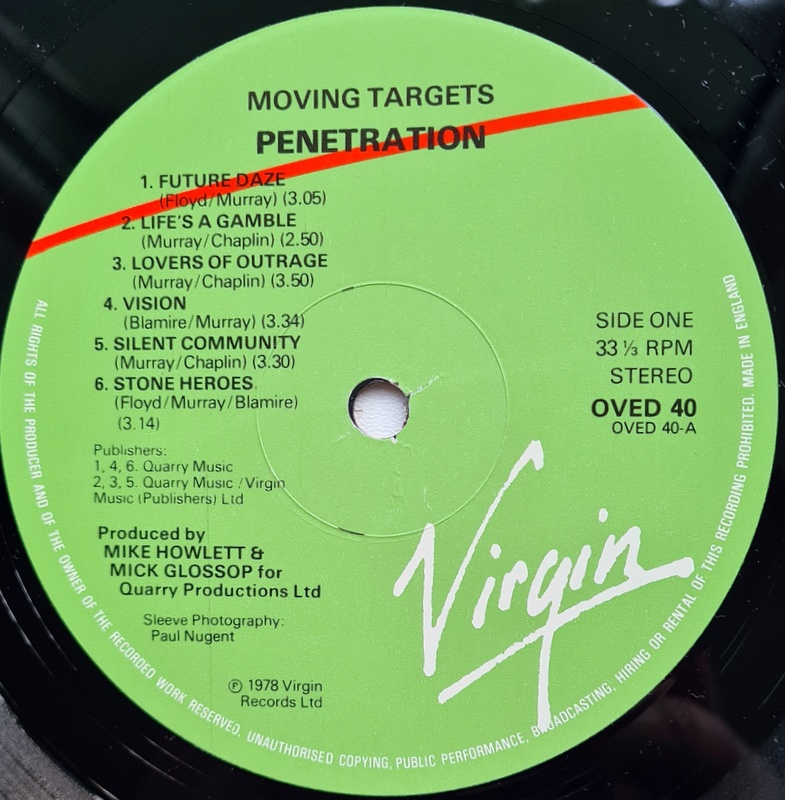 MOVING TARGETS
PENETRATION
1. FUTURE DAZE
(Floyd/Murray) (3.05)
2. LIFE'S A GAMBLE
(Murray/Chaplin) (2.50)
3. LOVERS OF OUTRAGE
(Murray/Chaplin) (3.50)
4. VISION
(Blamire/Murray) (3.34)
5. SILENT COMMUNITY
(Murray/Chaplin) (3.30)
6. STONE HEROES
(Floyd/Murray/Blamire)
(3.14)
Publishers:
1, 4, 6. Quarry Music
2, 3, 5. Quarry Music /Virgin
Music (Publishers) Ltd
Produced by
MIKE HOWLETT &
MICK GLOSSOP for
Quarry Productions Ltd
Sleeve Photography:
Paul Nugent
℗ 1978 Virgin
Records Ltd
SIDE ONE
33 ⅓ RPM
STEREO
OVED 40
OVED 40-A
Virgin
ALL RIGHTS OF THE PRODUCER AND OF THE OWNER OF THE RECORDED WORK RESERVED. UNAUTHORISED COPYING, PUBLIC PERFORMANCE, BROADCASTING, HIRING OR RENTAL OF THIS RECORDING PROHIBITED. MADE IN ENGLAND